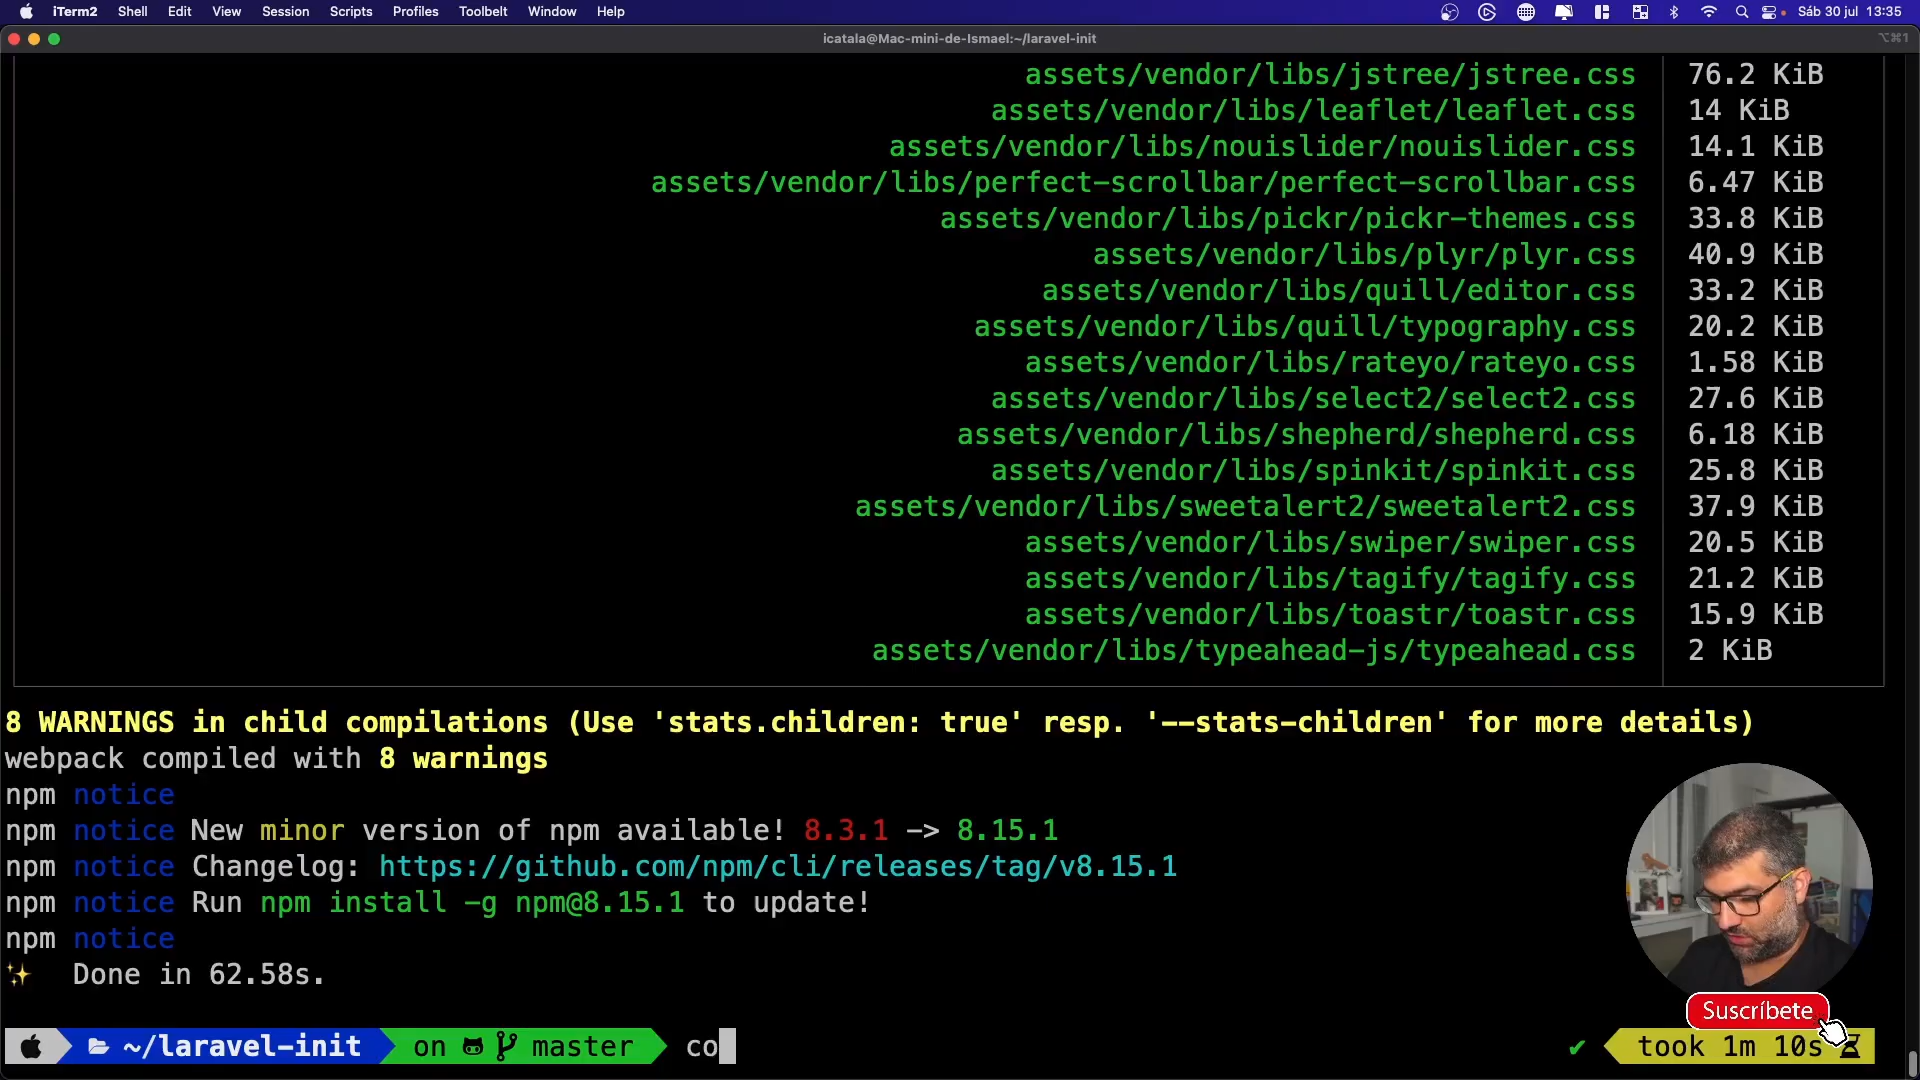 iTerm2 Shell Edit View Session Scripts Profiles Toolbelt Window Help Sáb 30 jul 13:35
icatala@Mac-mini-de-Ismael:~/laravel-init ⌥⌘1
assets/vendor/libs/jstree/jstree.css 76.2 KiB
assets/vendor/libs/leaflet/leaflet.css 14 KiB
assets/vendor/libs/nouislider/nouislider.css 14.1 KiB
assets/vendor/libs/perfect-scrollbar/perfect-scrollbar.css 6.47 KiB
assets/vendor/libs/pickr/pickr-themes.css 33.8 KiB
assets/vendor/libs/plyr/plyr.css 40.9 KiB
assets/vendor/libs/quill/editor.css 33.2 KiB
assets/vendor/libs/quill/typography.css 20.2 KiB
assets/vendor/libs/rateyo/rateyo.css 1.58 KiB
assets/vendor/libs/select2/select2.css 27.6 KiB
assets/vendor/libs/shepherd/shepherd.css 6.18 KiB
assets/vendor/libs/spinkit/spinkit.css 25.8 KiB
assets/vendor/libs/sweetalert2/sweetalert2.css 37.9 KiB
assets/vendor/libs/swiper/swiper.css 20.5 KiB
assets/vendor/libs/tagify/tagify.css 21.2 KiB
assets/vendor/libs/toastr/toastr.css 15.9 KiB
assets/vendor/libs/typeahead-js/typeahead.css 2 KiB
8 WARNINGS in child compilations (Use 'stats.children: true' resp. '--stats-children' for more details)
webpack compiled with 8 warnings
npm notice
npm notice New minor version of npm available! 8.3.1 -> 8.15.1
npm notice Changelog: https://github.com/npm/cli/releases/tag/v8.15.1
npm notice Run npm install -g npm@8.15.1 to update!
npm notice
✨ Done in 62.58s.
Suscríbete
~/laravel-init on master co ✔ took 1m 10s